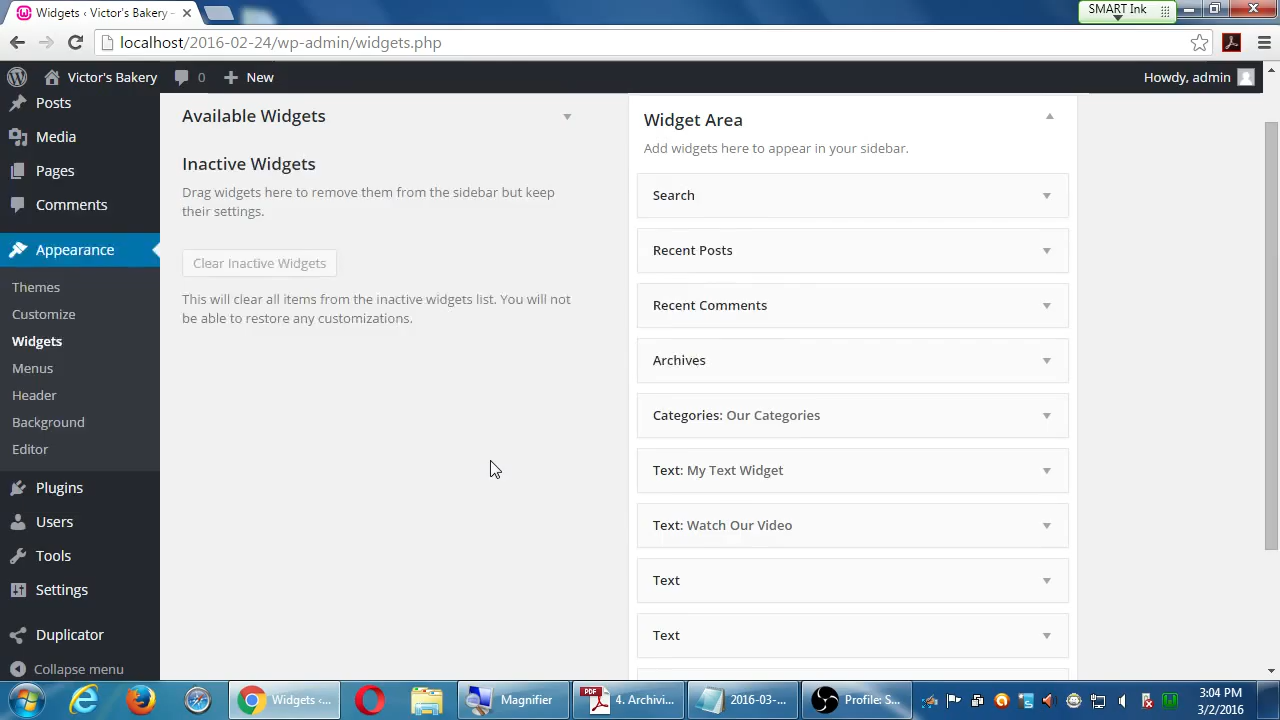 Widgets ‹ Victor's Bakery -
SMART Ink
localhost/2016-02-24/wp-admin/widgets.php
Victor's Bakery
0
New
Howdy, admin
Posts
Media
Pages
Comments
Appearance
Themes
Customize
Widgets
Menus
Header
Background
Editor
Plugins
Users
Tools
Settings
Duplicator
Collapse menu
Available Widgets
Inactive Widgets
Drag widgets here to remove them from the sidebar but keep
their settings.
Clear Inactive Widgets
This will clear all items from the inactive widgets list. You will not
be able to restore any customizations.
Widget Area
Add widgets here to appear in your sidebar.
Search
Recent Posts
Recent Comments
Archives
Categories: Our Categories
Text: My Text Widget
Text: Watch Our Video
Text
Text
Widgets ‹...
Magnifier
PDF
4. Archivi...
2016-03-...
Profile: S...
3:04 PM
3/2/2016